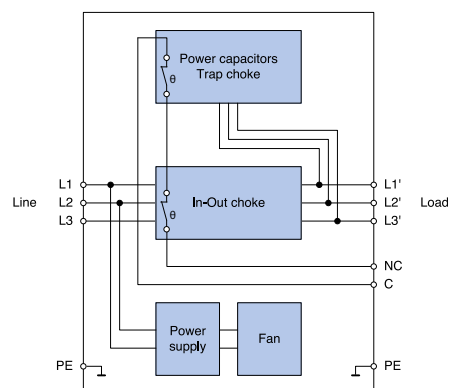 Power capacitors
Trap choke
θ
L1
L1'
Line
L2
θ
In-Out choke
L2'
Load
L3
L3'
NC
C
Power
supply
Fan
PE
PE